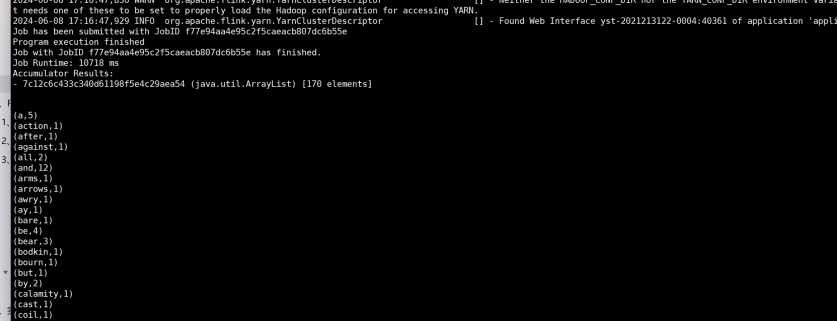 2024-06-08 17:16:47,850 WARN org.apache.flink.yarn.YarnClusterDescriptor [] - Neither the HADOOP_CONF_DIR nor the YARN_CONF_DIR environment varia
t needs one of these to be set to properly load the Hadoop configuration for accessing YARN.
2024-06-08 17:16:47,929 INFO org.apache.flink.yarn.YarnClusterDescriptor [] - Found Web Interface yst-2021213122-0004:40361 of application 'appli
Job has been submitted with JobID f77e94aa4e95c2f5caeacb807dc6b55e
Program execution finished
Job with JobID f77e94aa4e95c2f5caeacb807dc6b55e has finished.
Job Runtime: 10718 ms
Accumulator Results:
- 7c12c6c433c340d61198f5e4c29aea54 (java.util.ArrayList) [170 elements]
(a,5)
(action,1)
(after,1)
(against,1)
(all,2)
(and,12)
(arms,1)
(arrows,1)
(awry,1)
(ay,1)
(bare,1)
(be,4)
(bear,3)
(bodkin,1)
(bourn,1)
(but,1)
(by,2)
(calamity,1)
(cast,1)
(coil,1)
1、
2、
3、